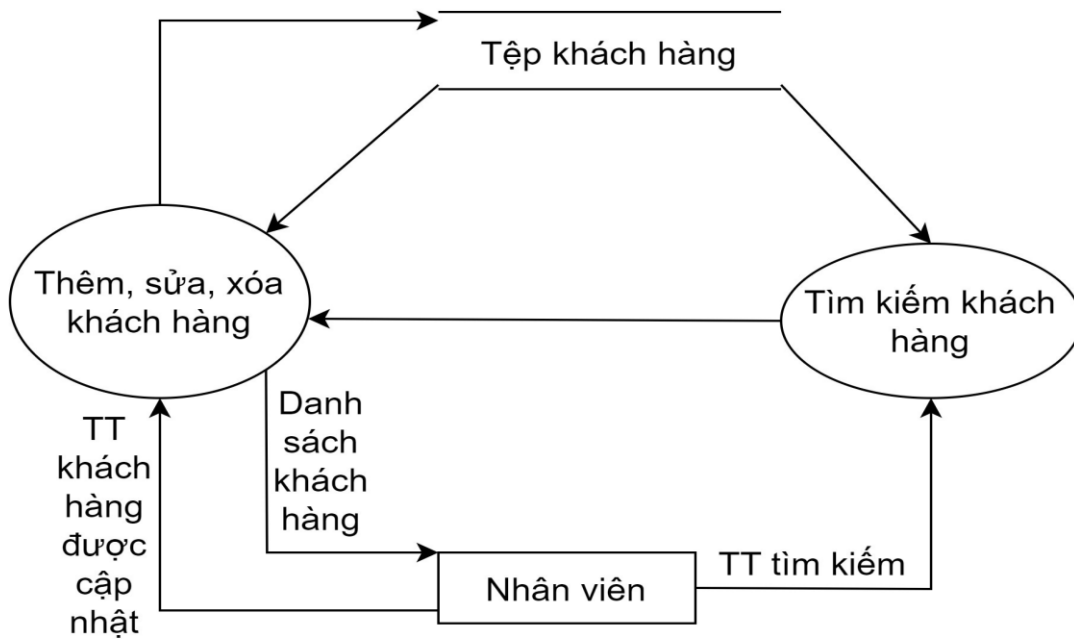 Tệp khách hàng
Thêm, sửa, xóa
khách hàng
Tìm kiếm khách
hàng
TT
khách
hàng
được
cập
nhật
Danh
sách
khách
hàng
Nhân viên
TT tìm kiếm